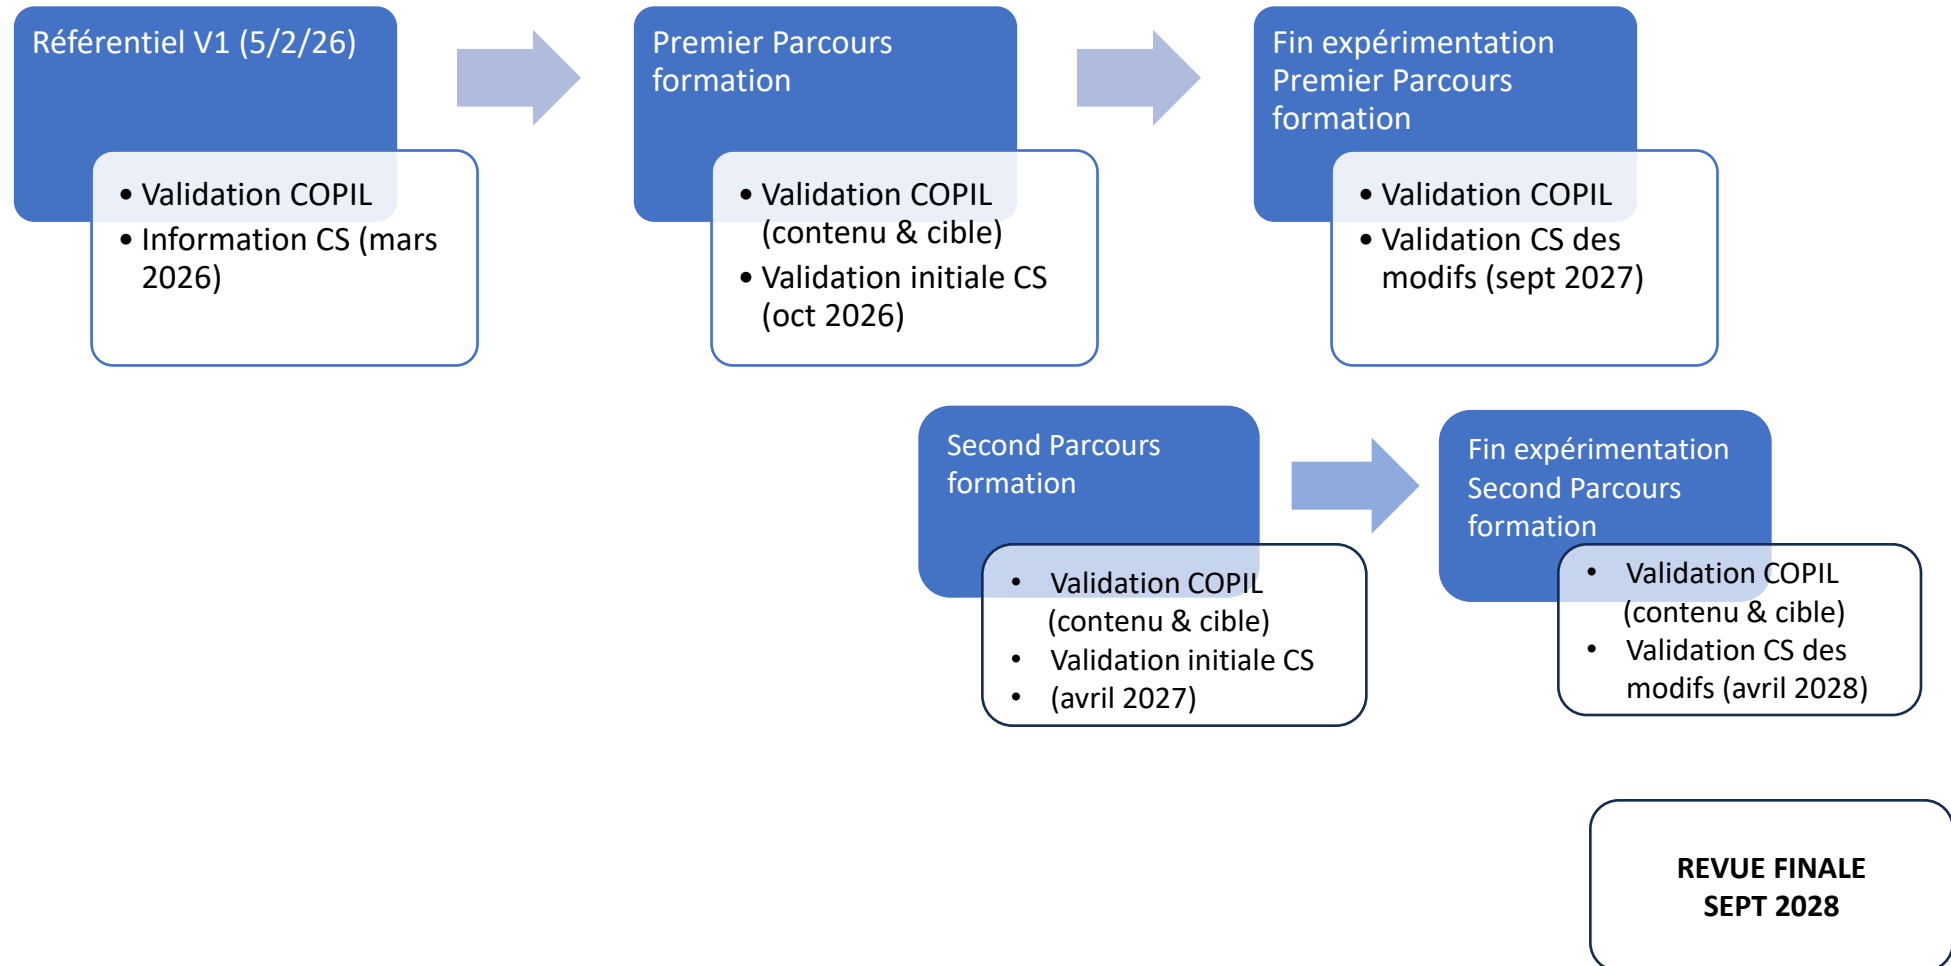 Référentiel V1 (5/2/26)
• Validation COPIL
• Information CS (mars
2026)
Premier Parcours
formation
• Validation COPIL
(contenu & cible)
• Validation initiale CS
(oct 2026)
Fin expérimentation
Premier Parcours
formation
• Validation COPIL
• Validation CS des
modifs (sept 2027)
Second Parcours
formation
• Validation COPIL
(contenu & cible)
• Validation initiale CS
• (avril 2027)
Fin expérimentation
Second Parcours
formation
• Validation COPIL
(contenu & cible)
• Validation CS des
modifs (avril 2028)
REVUE FINALE
SEPT 2028